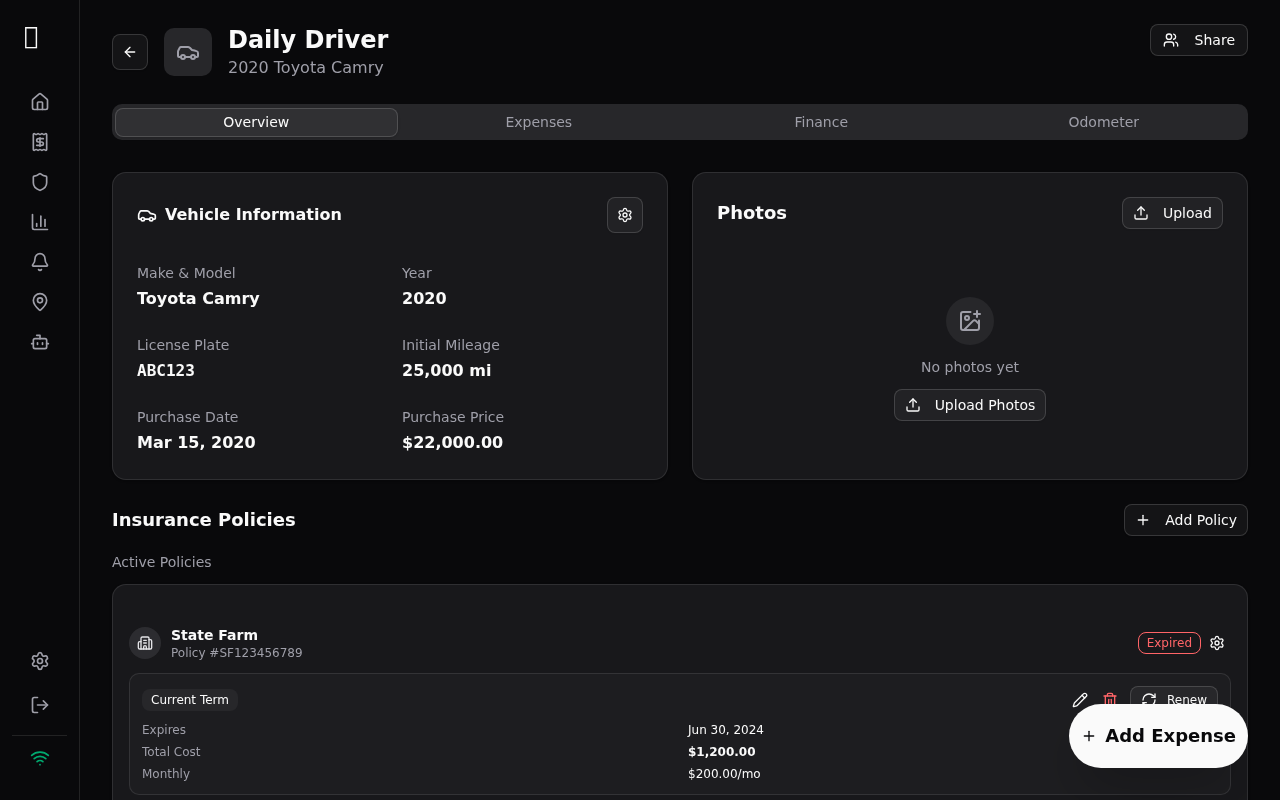 Daily Driver
2020 Toyota Camry
Share
Overview
Expenses
Finance
Odometer
Vehicle Information
Make & Model
Toyota Camry
Year
2020
License Plate
ABC123
Initial Mileage
25,000 mi
Purchase Date
Mar 15, 2020
Purchase Price
$22,000.00
Photos
Upload
No photos yet
Upload Photos
Insurance Policies
Add Policy
Active Policies
State Farm
Policy #SF123456789
Expired
Current Term
Renew
Expires
Jun 30, 2024
Total Cost
$1,200.00
Monthly
$200.00/mo
Add Expense